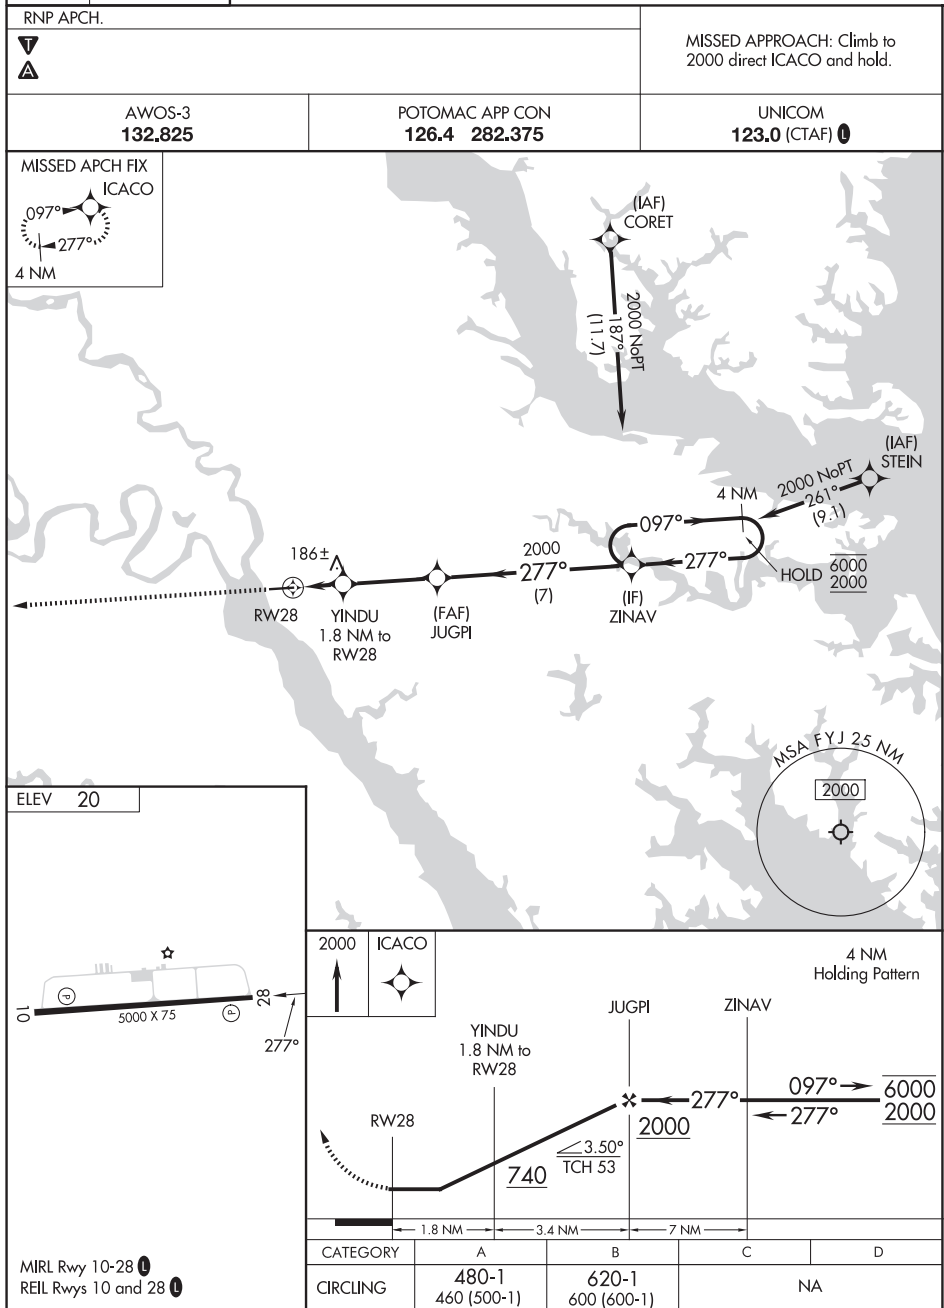 RNP APCH.
T
A
MISSED APPROACH: Climb to
2000 direct ICACO and hold.
AWOS-3
132.825
POTOMAC APP CON
126.4 282.375
UNICOM
123.0 (CTAF) L
MISSED APCH FIX
ICACO
097°
277°
4 NM
(IAF)
CORET
2000 NoPT
187°
(11.7)
(IAF)
STEIN
2000 NoPT
261°
(9.1)
4 NM
097°
277°
HOLD
6000
2000
2000
277°
(7)
(IF)
ZINAV
186±
RW28
YINDU
1.8 NM to
RW28
(FAF)
JUGPI
MSA FYJ 25 NM
2000
ELEV 20
P
P
10
28
5000 X 75
277°
MIRL Rwy 10-28 L
REIL Rwys 10 and 28 L
2000
ICACO
4 NM
Holding Pattern
JUGPI
ZINAV
YINDU
1.8 NM to
RW28
RW28
277°
097°
277°
6000
2000
2000
3.50°
TCH 53
740
1.8 NM
3.4 NM
7 NM
CATEGORY A B C D
CIRCLING
480-1
460 (500-1)
620-1
600 (600-1)
NA